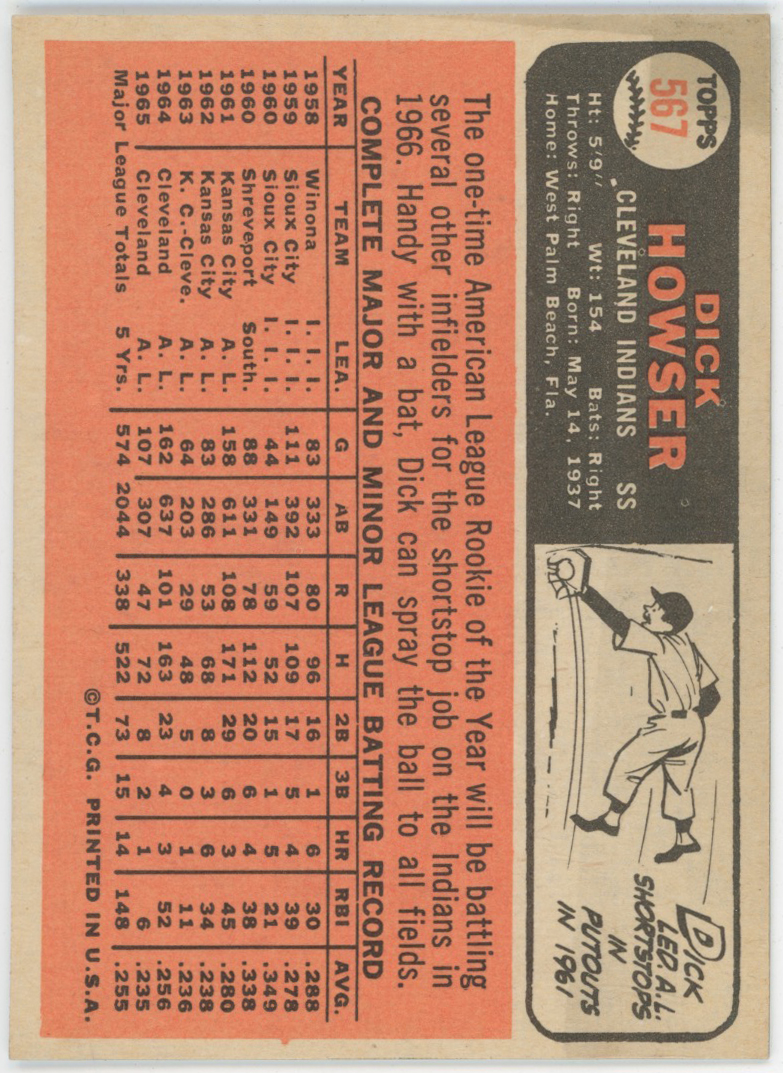 TOPPS
567
DICK
HOWSER
CLEVELAND INDIANS SS
Ht: 5'9" Wt: 154 Bats: Right
Throws: Right Born: May 14, 1937
Home: West Palm Beach, Fla.
DICK
LED A.L.
SHORTSTOPS
IN
PUTOUTS
IN 1961
The one-time American League Rookie of the Year will be battling
several other infielders for the shortstop job on the Indians in
1966. Handy with a bat, Dick can spray the ball to all fields.
COMPLETE MAJOR AND MINOR LEAGUE BATTING RECORD
YEAR TEAM LEA. G AB R H 2B 3B HR RBI AVG.
1958 Winona I. I. I. 83 333 80 96 16 1 6 30 .288
1959 Sioux City I. I. I. 111 392 107 109 17 5 4 39 .278
1960 Sioux City I. I. I. 44 149 59 52 15 1 5 21 .349
1960 Shreveport South. 88 331 78 112 20 6 4 38 .338
1961 Kansas City A. L. 158 611 108 171 29 6 3 45 .280
1962 Kansas City A. L. 83 286 53 68 8 3 6 34 .238
1963 K. C.-Cleve. A. L. 64 203 29 48 5 0 1 11 .236
1964 Cleveland A. L. 162 637 101 163 23 4 3 52 .256
1965 Cleveland A. L. 107 307 47 72 8 2 1 6 .235
Major League Totals 5 Yrs. 574 2044 338 522 73 15 14 148 .255
©T.C.G. PRINTED IN U.S.A.